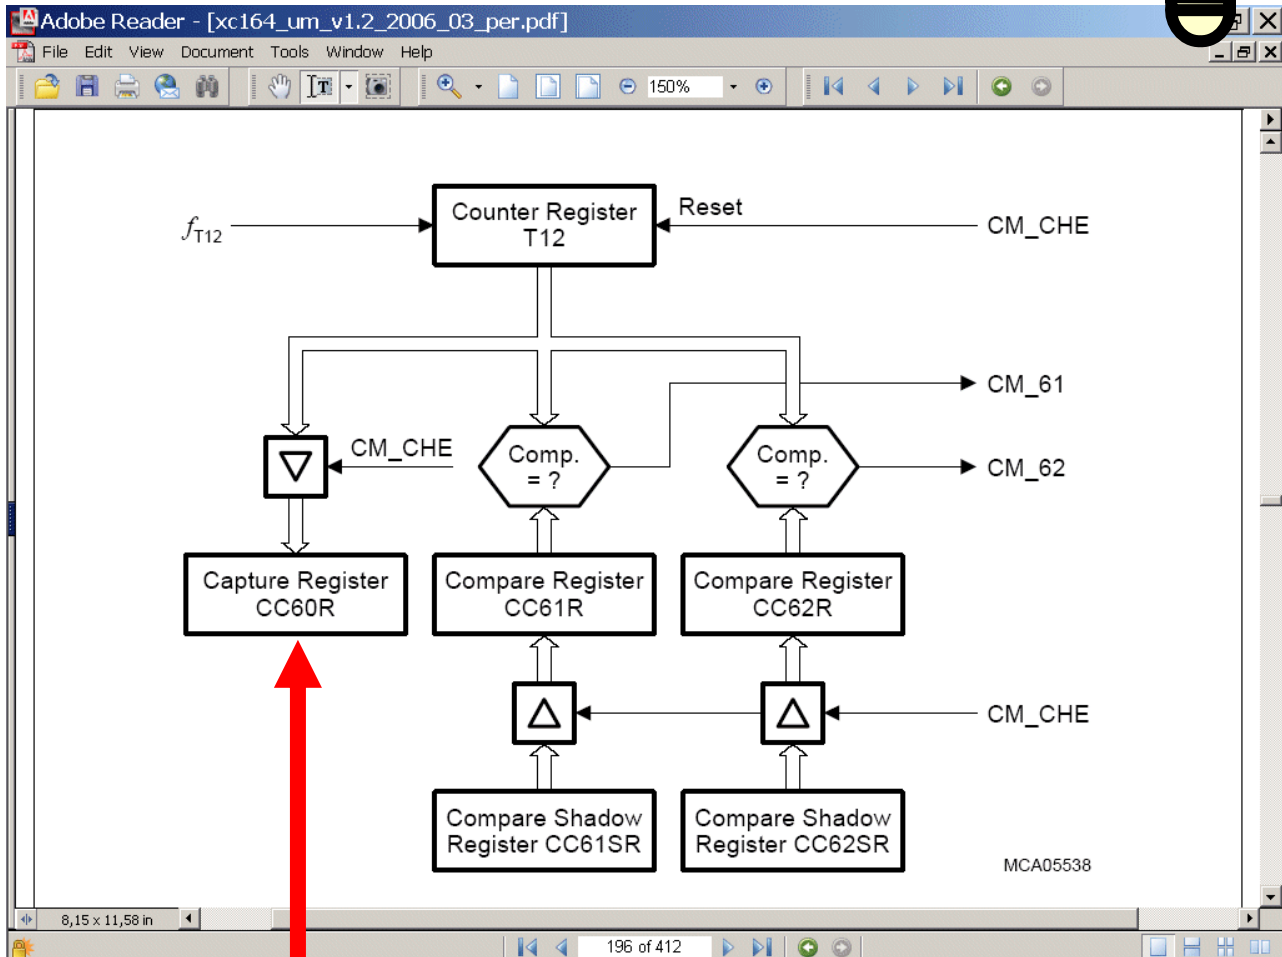 Adobe Reader - [xc164_um_v1.2_2006_03_per.pdf]
File Edit View Document Tools Window Help
150%
Counter Register
T12
Reset
fT12
CM_CHE
CM_61
CM_CHE
Comp.
= ?
Comp.
= ?
CM_62
Capture Register
CC60R
Compare Register
CC61R
Compare Register
CC62R
CM_CHE
Compare Shadow
Register CC61SR
Compare Shadow
Register CC62SR
MCA05538
8,15 x 11,58 in
196 of 412